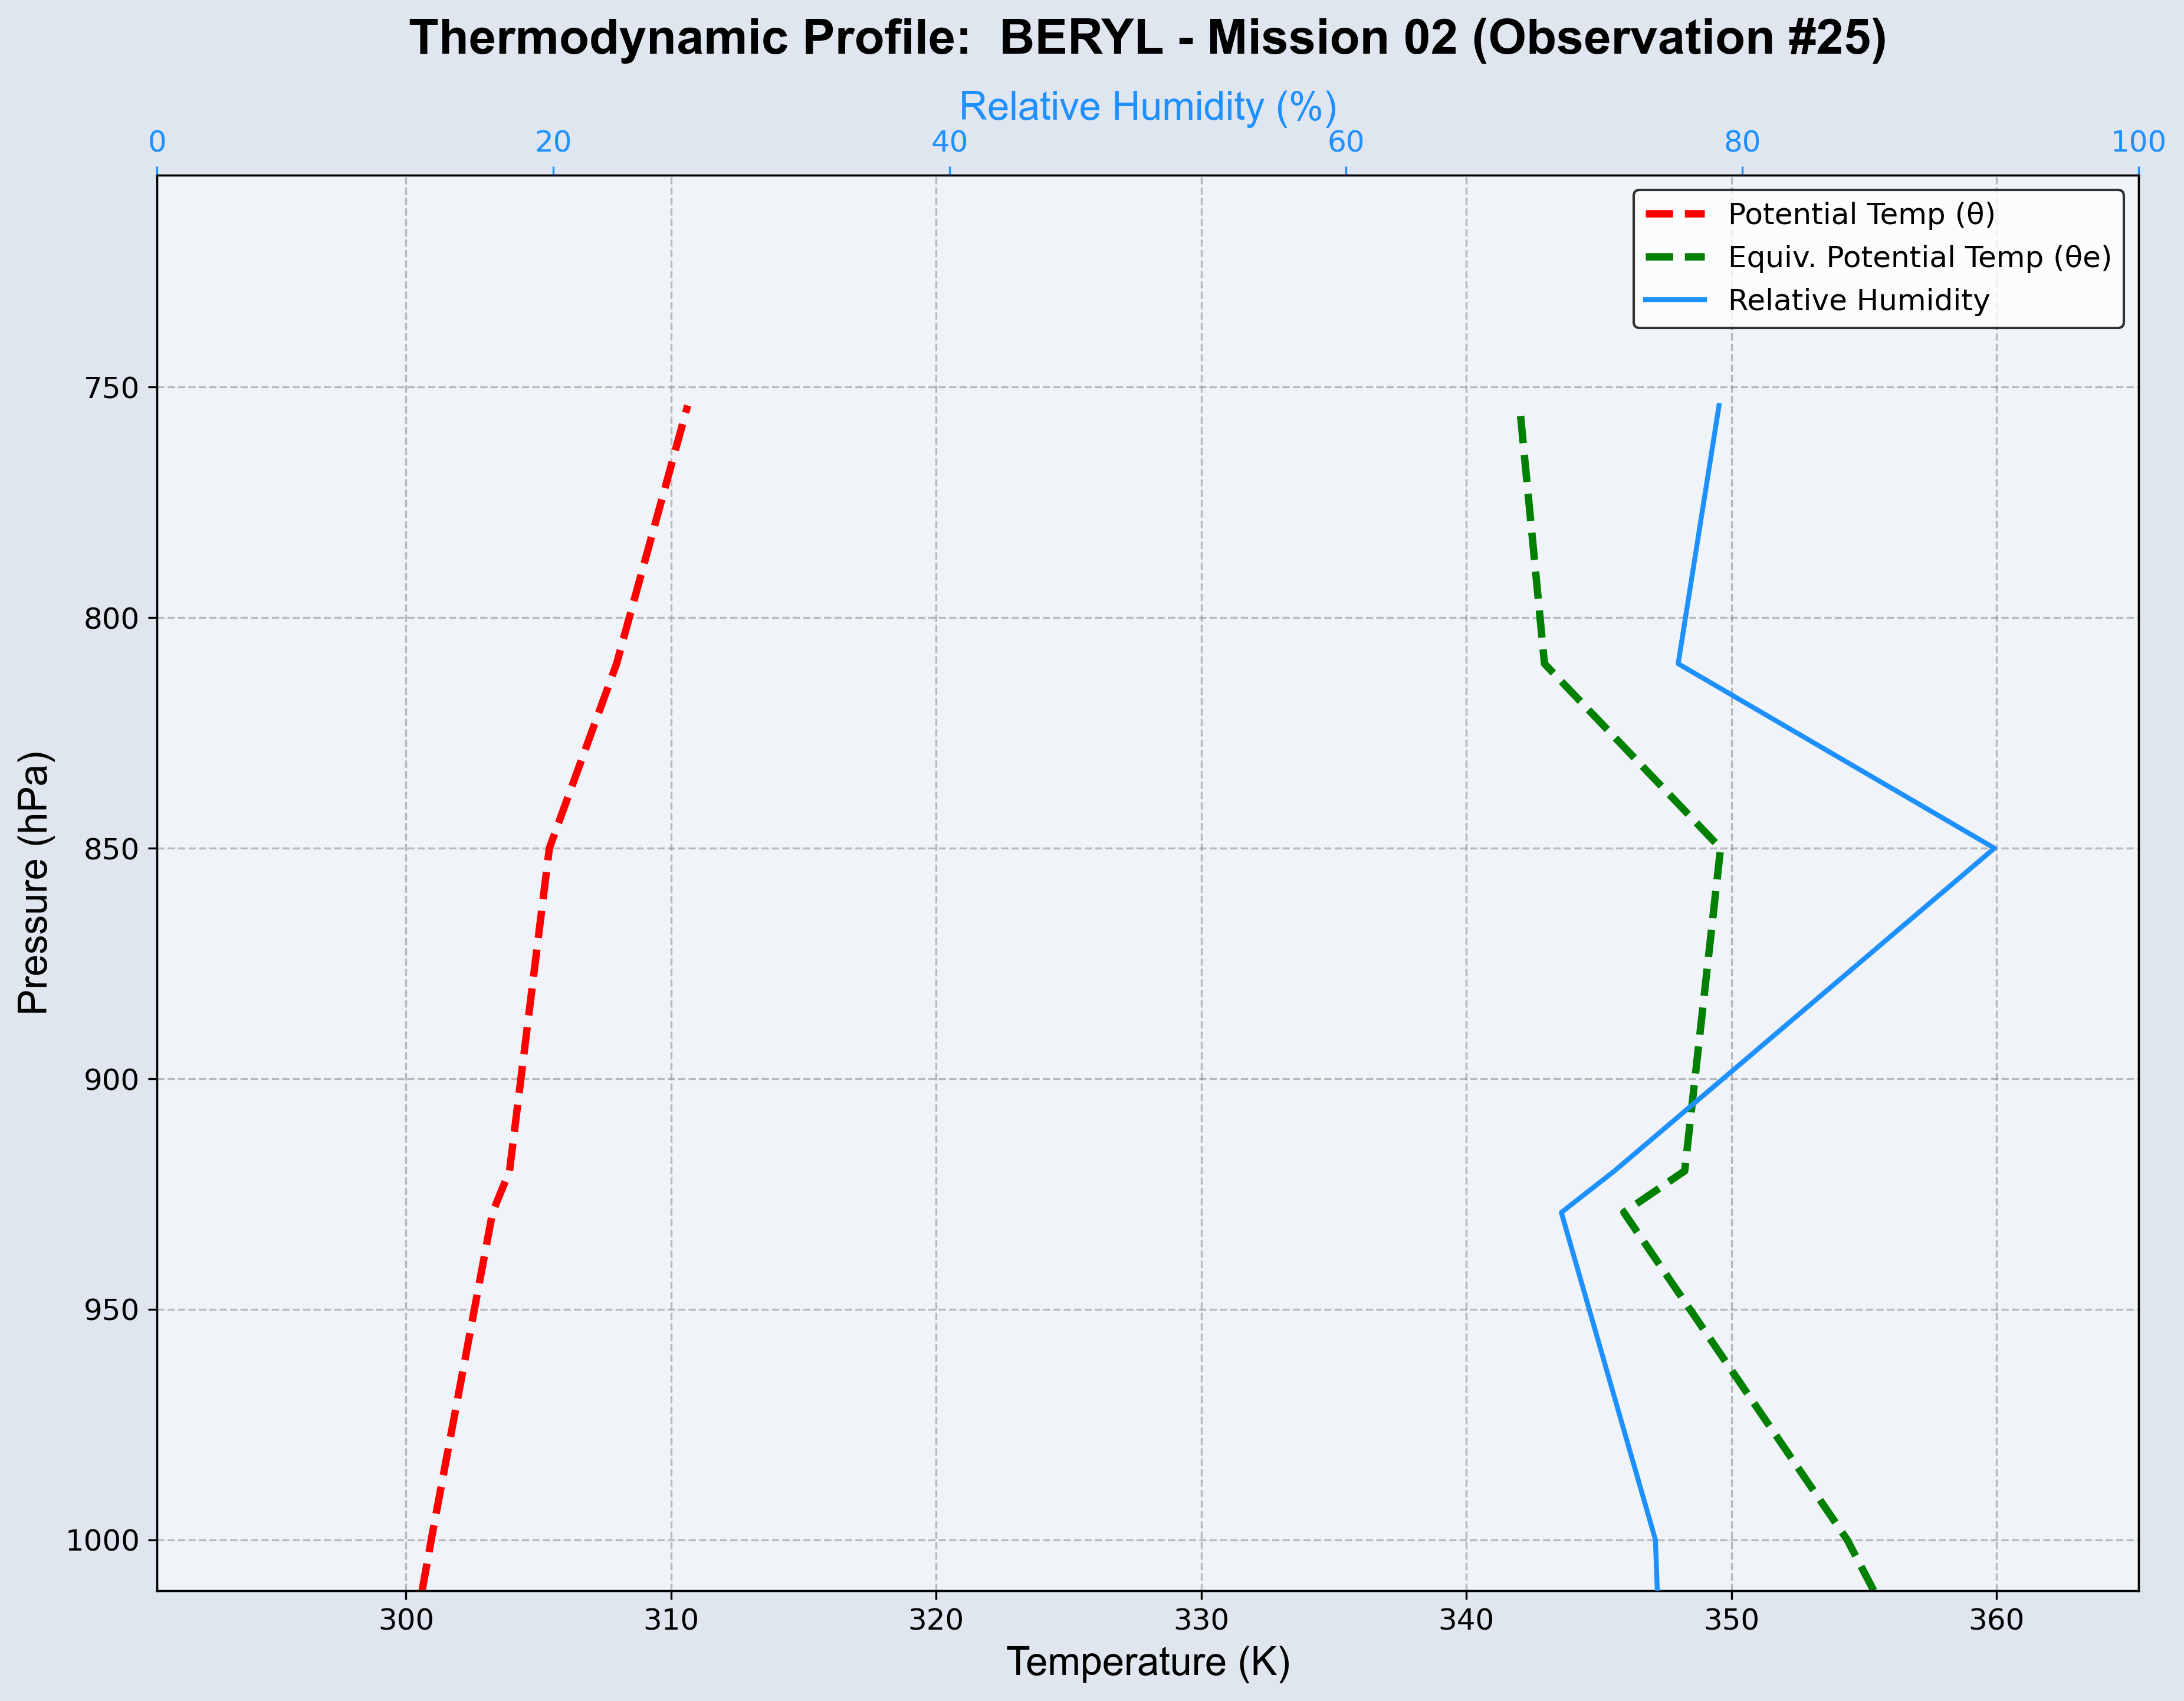 Thermodynamic Profile:  BERYL - Mission 02 (Observation #25)
Relative Humidity (%)
0 20 40 60 80 100
Potential Temp (θ)
Equiv. Potential Temp (θe)
Relative Humidity
Pressure (hPa)
750
800
850
900
950
1000
300 310 320 330 340 350 360
Temperature (K)